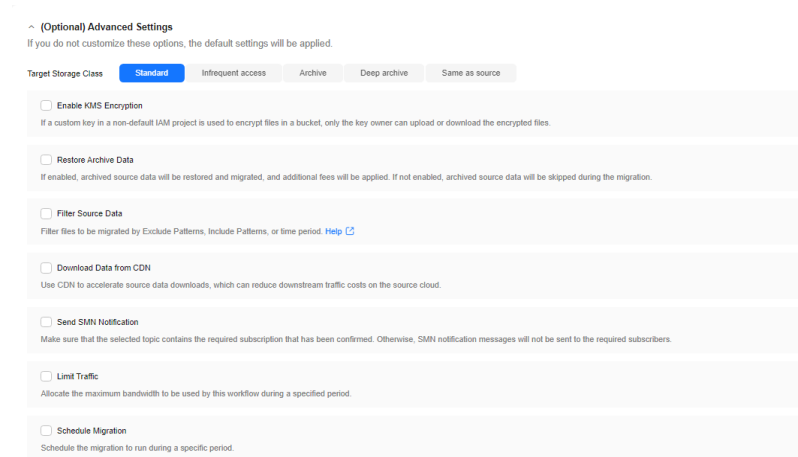 (Optional) Advanced Settings
If you do not customize these options, the default settings will be applied.
Target Storage Class Standard Infrequent access Archive Deep archive Same as source
Enable KMS Encryption
If a custom key in a non-default IAM project is used to encrypt files in a bucket, only the key owner can upload or download the encrypted files.
Restore Archive Data
If enabled, archived source data will be restored and migrated, and additional fees will be applied. If not enabled, archived source data will be skipped during the migration.
Filter Source Data
Filter files to be migrated by Exclude Patterns, Include Patterns, or time period. Help
Download Data from CDN
Use CDN to accelerate source data downloads, which can reduce downstream traffic costs on the source cloud.
Send SMN Notification
Make sure that the selected topic contains the required subscription that has been confirmed. Otherwise, SMN notification messages will not be sent to the required subscribers.
Limit Traffic
Allocate the maximum bandwidth to be used by this workflow during a specified period.
Schedule Migration
Schedule the migration to run during a specific period.